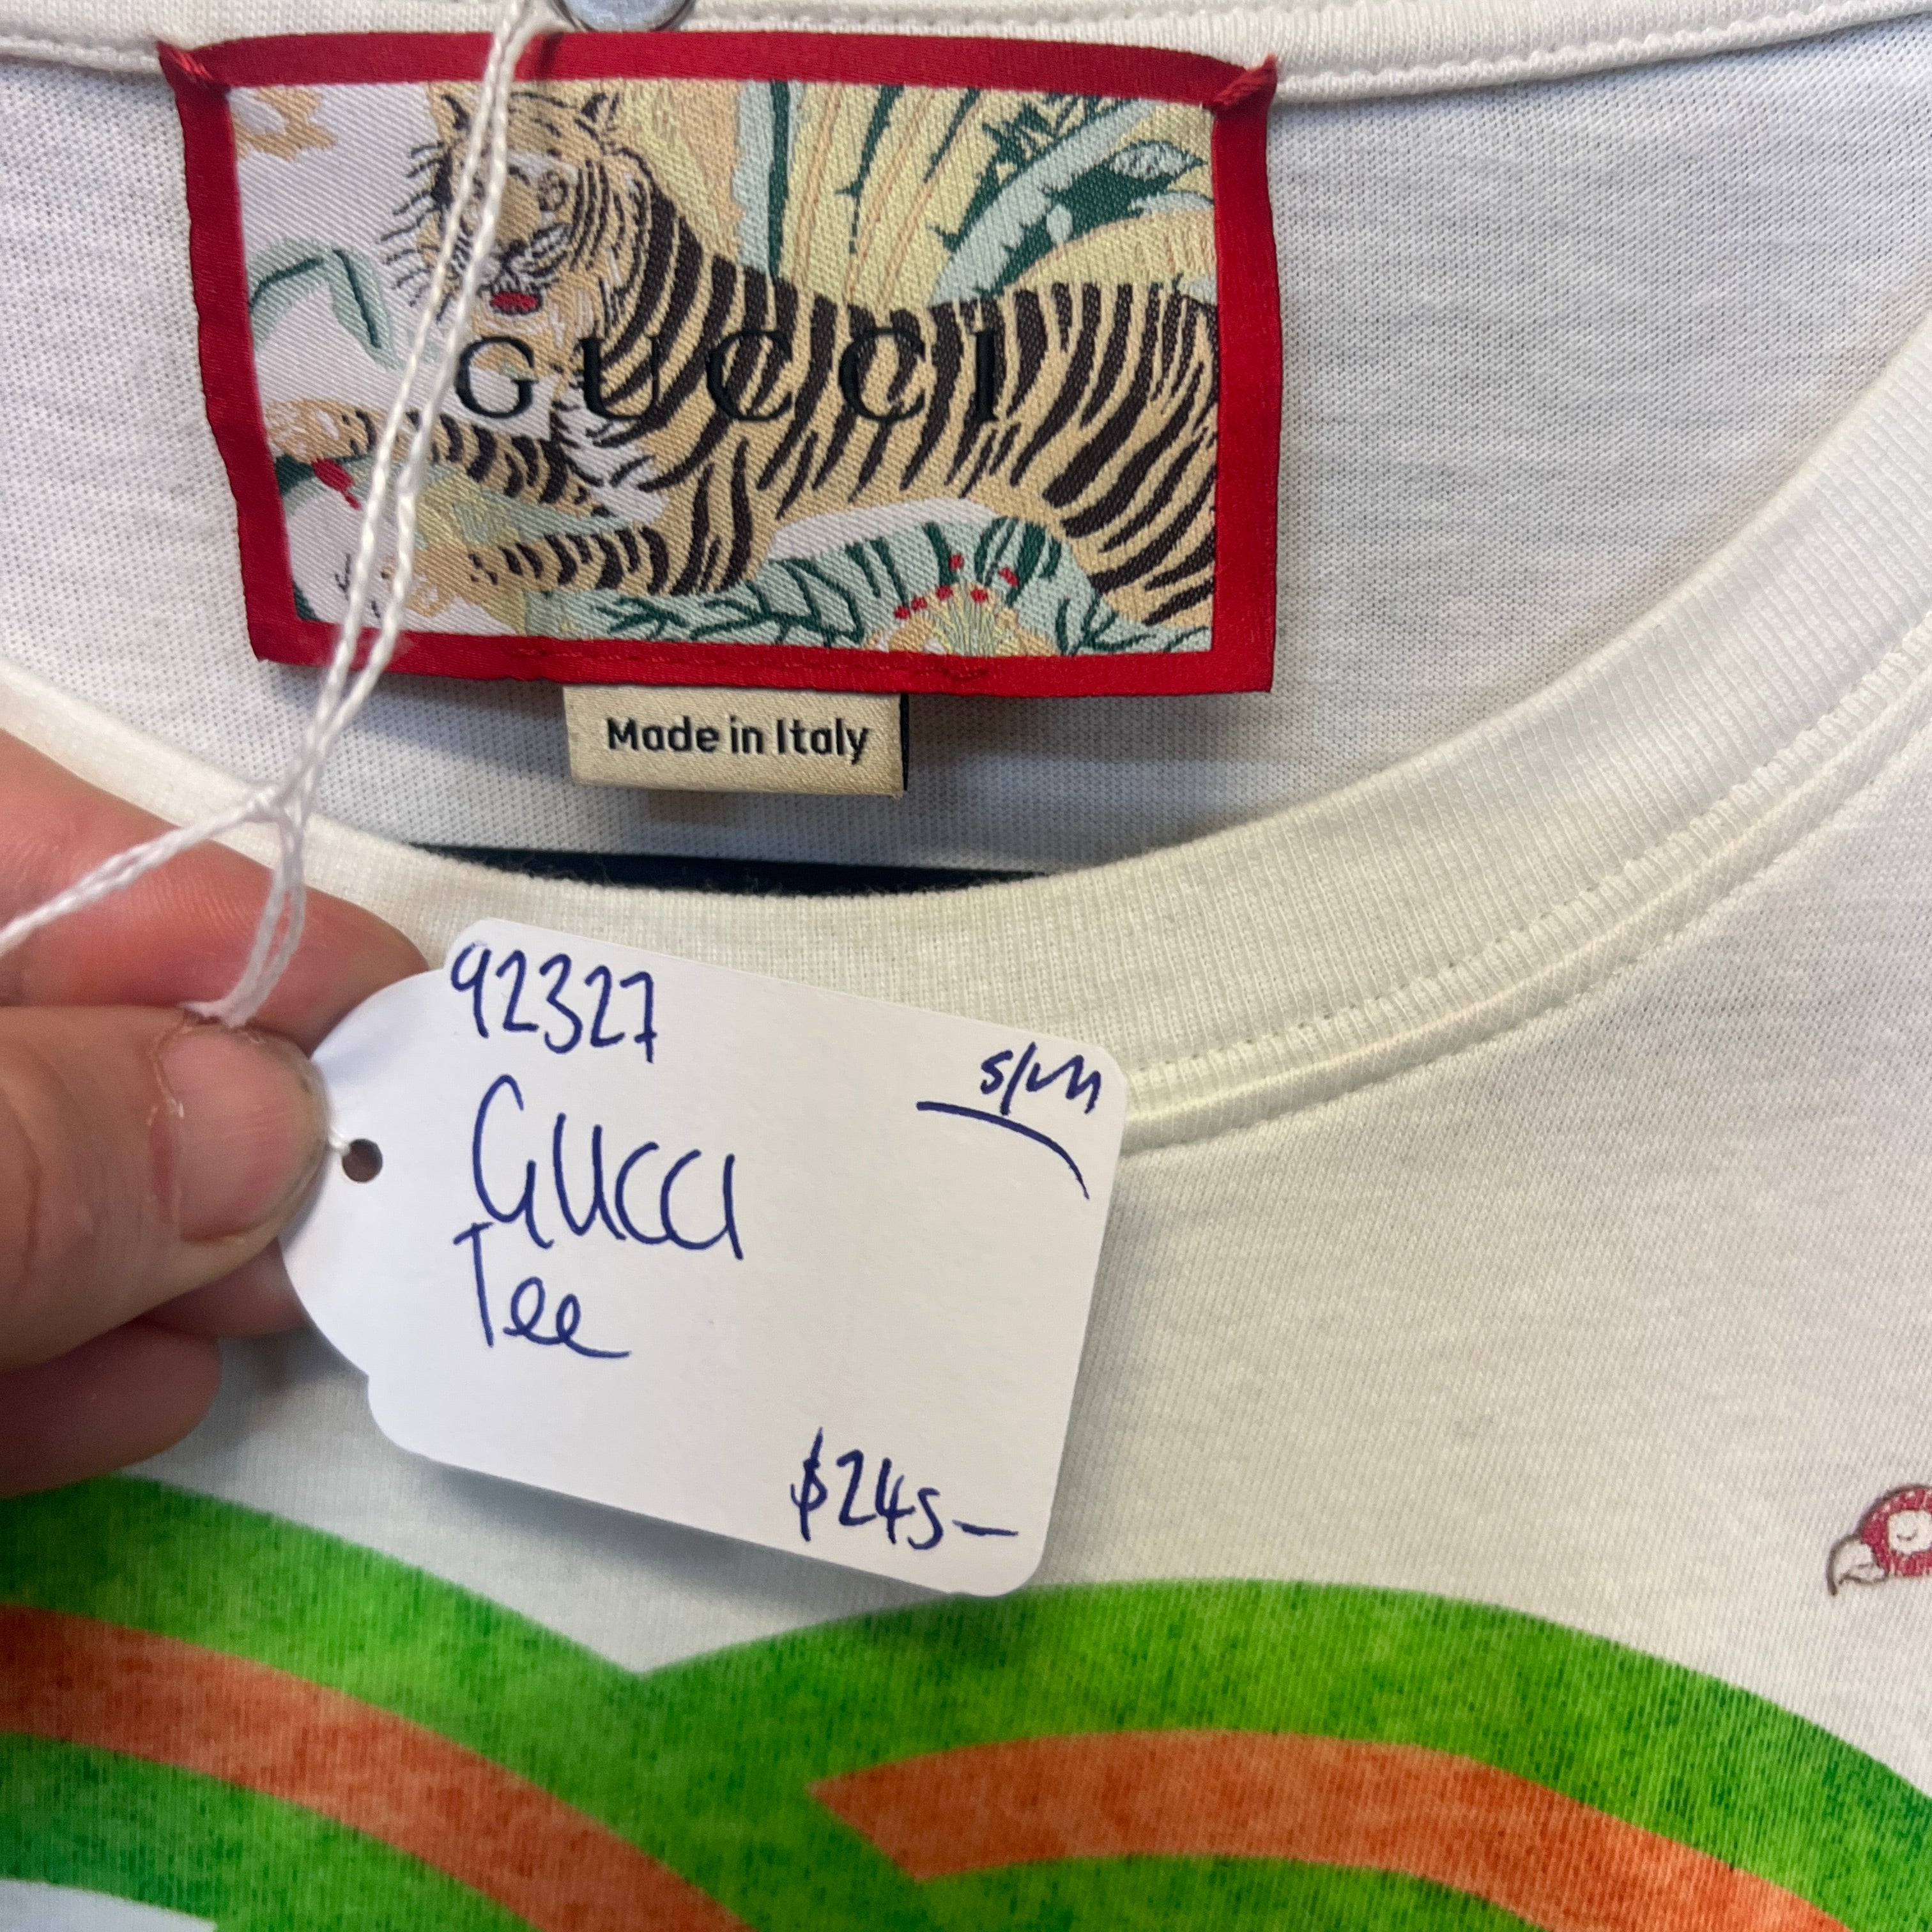 GUCCI
Made in Italy
92327
S/M
Gucci
Tee
$245-